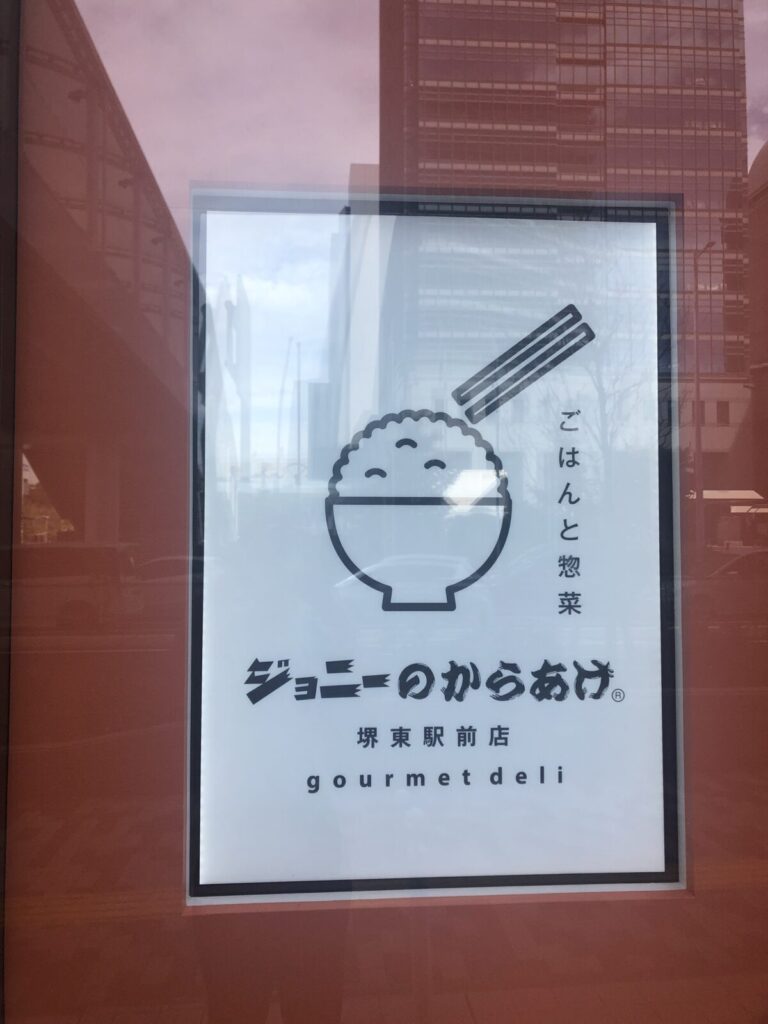 ごはんと惣菜
ジョニーのからあげ®
堺東駅前店
gourmet deli